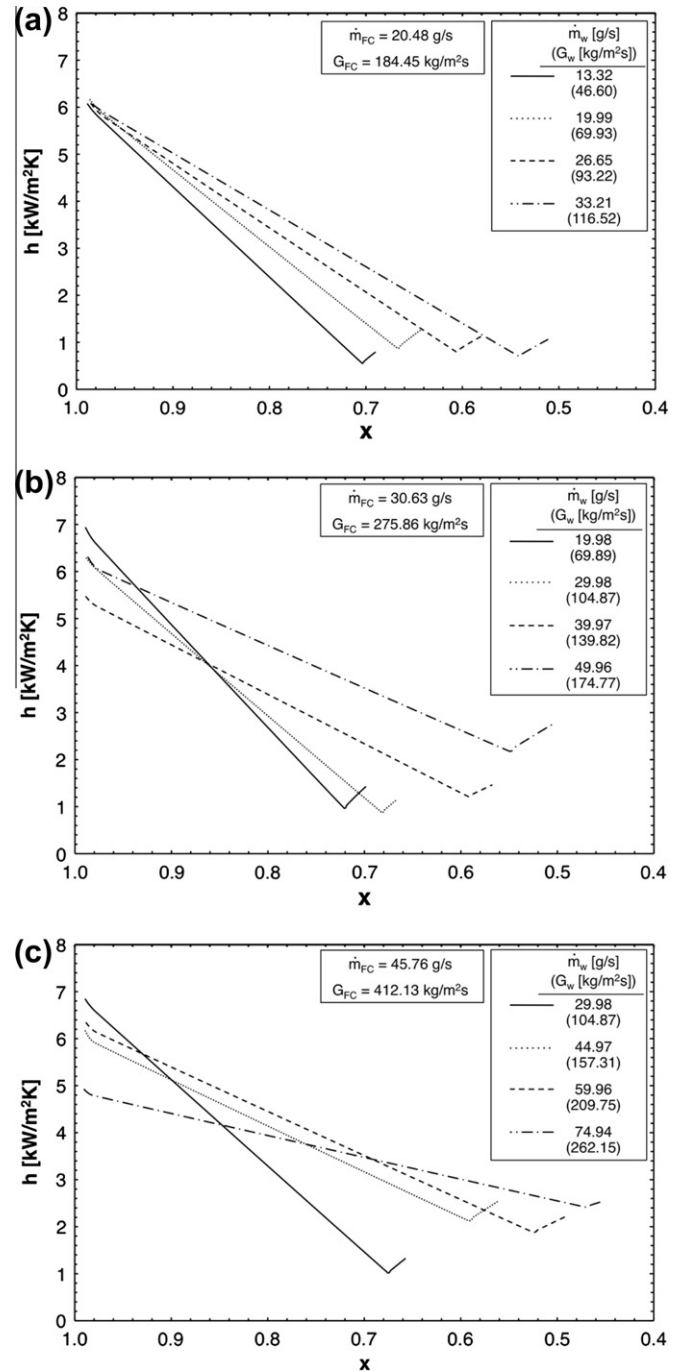 (a)
ṁFC = 20.48 g/s
GFC = 184.45 kg/m²s
ṁw [g/s]
(Gw [kg/m²s])
13.32
(46.60)
19.99
(69.93)
26.65
(93.22)
33.21
(116.52)
8
7
6
5
4
3
2
1
0
h [kW/m²K]
1.0 0.9 0.8 0.7 0.6 0.5 0.4
x
(b)
ṁFC = 30.63 g/s
GFC = 275.86 kg/m²s
ṁw [g/s]
(Gw [kg/m²s])
19.98
(69.89)
29.98
(104.87)
39.97
(139.82)
49.96
(174.77)
8
7
6
5
4
3
2
1
0
h [kW/m²K]
1.0 0.9 0.8 0.7 0.6 0.5 0.4
x
(c)
ṁFC = 45.76 g/s
GFC = 412.13 kg/m²s
ṁw [g/s]
(Gw [kg/m²s])
29.98
(104.87)
44.97
(157.31)
59.96
(209.75)
74.94
(262.15)
8
7
6
5
4
3
2
1
0
h [kW/m²K]
1.0 0.9 0.8 0.7 0.6 0.5 0.4
x